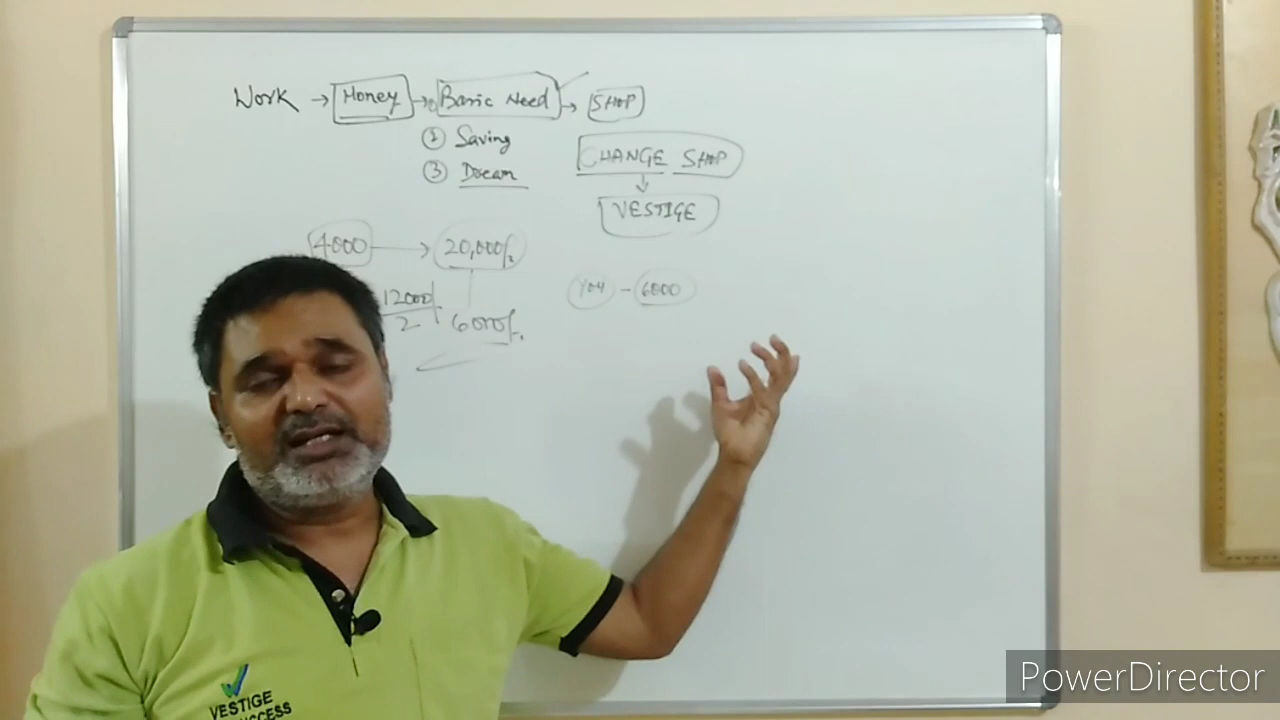 Work → Money → Basic Need → SHOP
② Saving
③ Dream
CHANGE SHOP
↓
VESTIGE
4000 → 20,000/.
12000/
2
6000/.
YOU - 6000
VESTIGE
PowerDirector